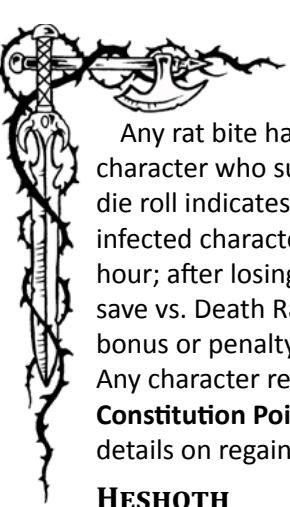 Any rat bite ha
character who su
die roll indicates
infected characte
hour; after losing
save vs. Death Ra
bonus or penalty
Any character re
Constitution Poi
details on regain
HESHOTH